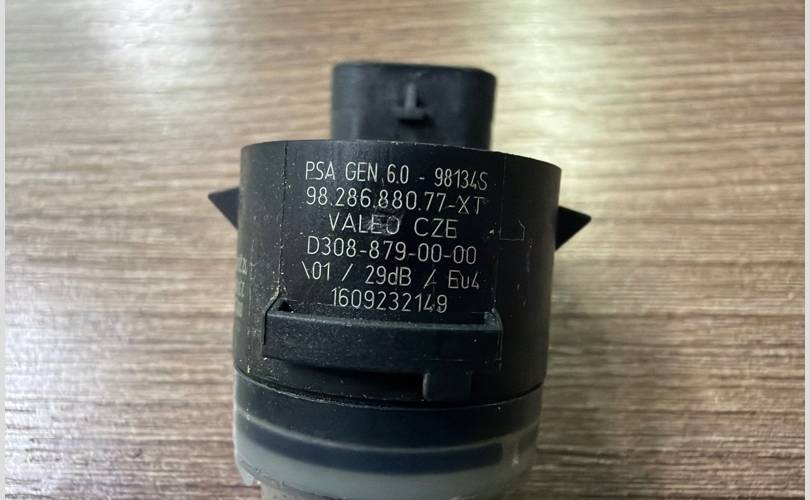 PSA GEN 6.0 - 98134S
98.286.880.77-XT
VALEO CZE
D308-879-00-00
\01 / 29dB / Eu4
1609232149